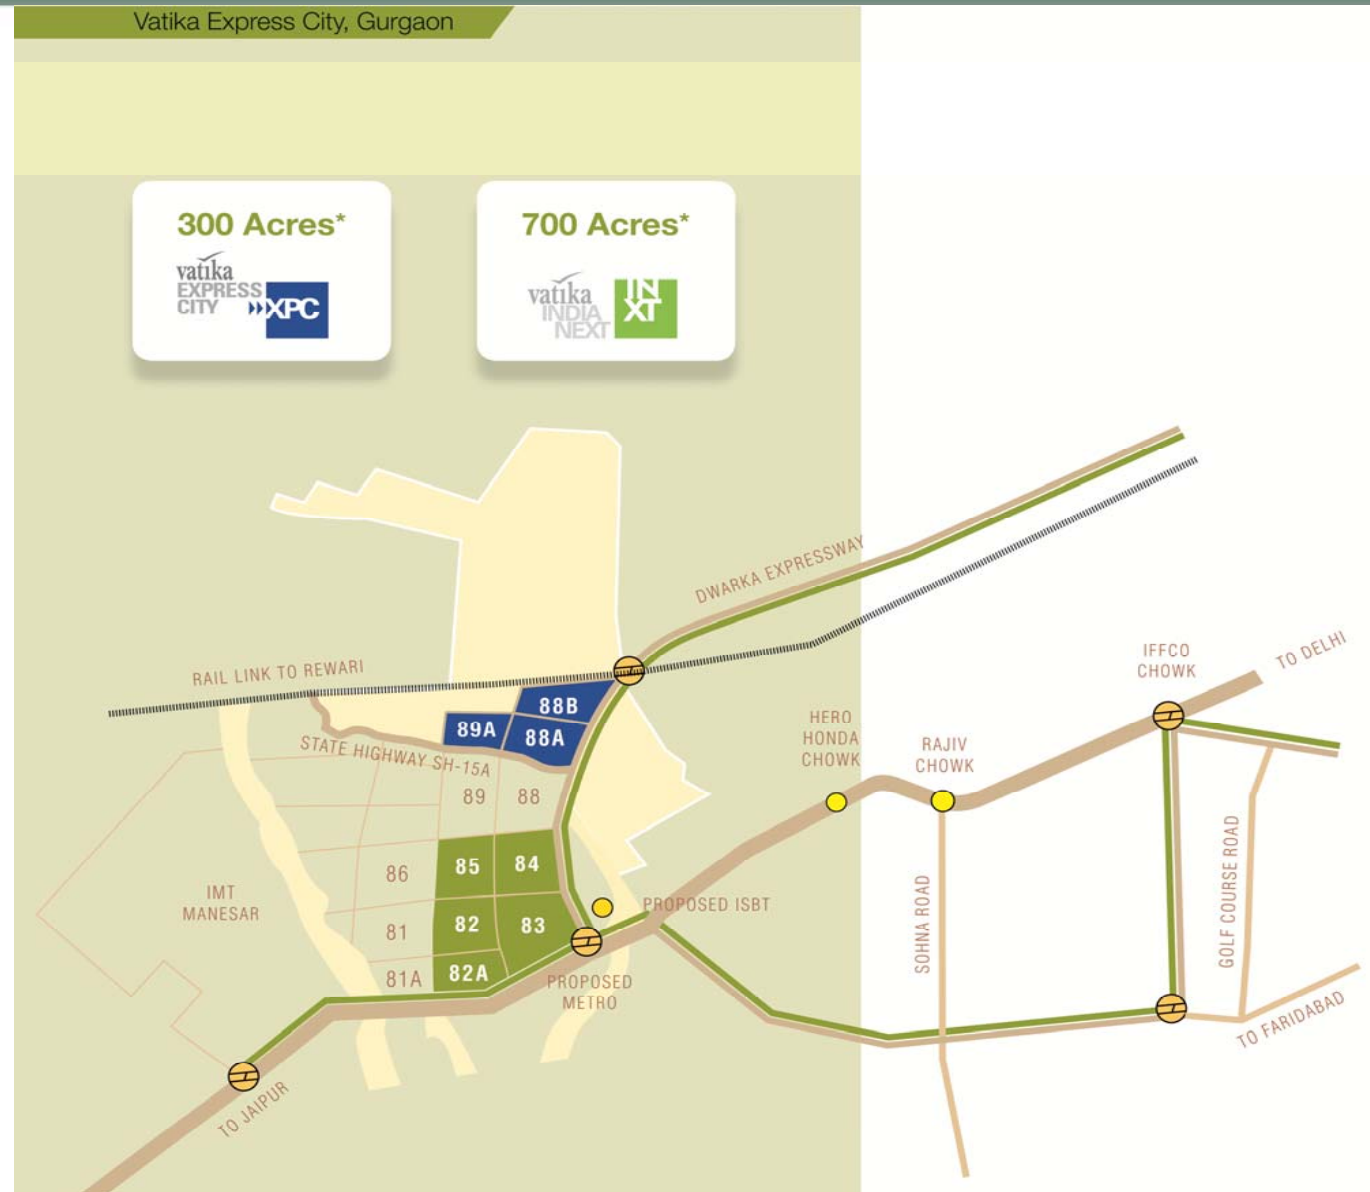 Vatika Express City, Gurgaon
300 Acres*
vatika
EXPRESS
CITY
XPC
700 Acres*
vatika
INDIA
NEXT
IN
XT
DWARKA EXPRESSWAY
RAIL LINK TO REWARI
IFFCO
CHOWK
TO DELHI
88B
89A
88A
STATE HIGHWAY SH-15A
HERO
HONDA
CHOWK
RAJIV
CHOWK
89
88
85
84
86
IMT
MANESAR
82
83
81
PROPOSED ISBT
SOHNA ROAD
GOLF COURSE ROAD
81A
82A
PROPOSED
METRO
TO FARIDABAD
TO JAIPUR